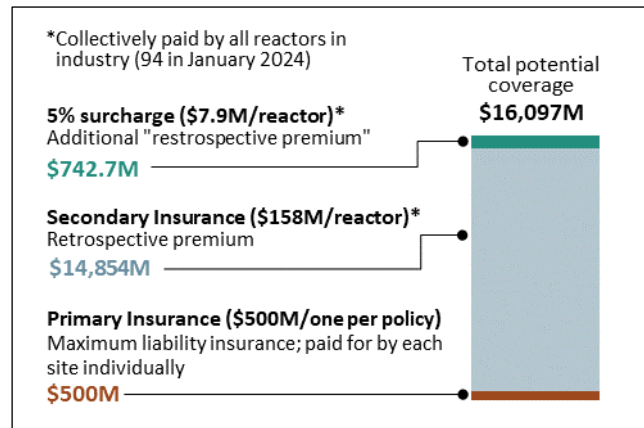 *Collectively paid by all reactors in
industry (94 in January 2024)
Total potential
coverage
$16,097M
5% surcharge ($7.9M/reactor)*
Additional "restrospective premium"
$742.7M
Secondary Insurance ($158M/reactor)*
Retrospective premium
$14,854M
Primary Insurance ($500M/one per policy)
Maximum liability insurance; paid for by each
site individually
$500M